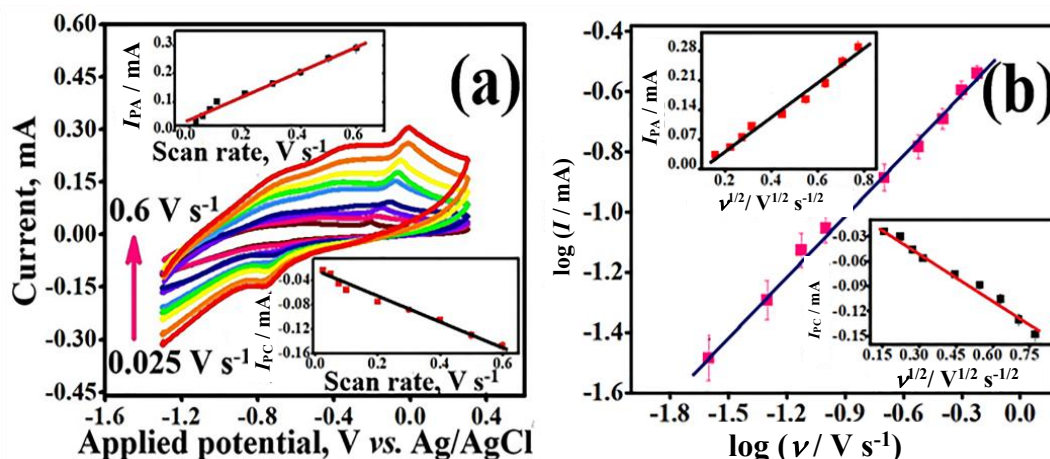 (a)
Current, mA
0.60
0.45
0.30
0.15
0.00
-0.15
-0.30
-0.45
-1.6 -1.2 -0.8 -0.4 0.0 0.4
Applied potential, V vs. Ag/AgCl
0.6 V s⁻¹
0.025 V s⁻¹
I_PA / mA
0.3
0.2
0.1
0.0
0.0 0.2 0.4 0.6
Scan rate, V s⁻¹
I_PC / mA
-0.04
-0.08
-0.12
-0.16
0.0 0.2 0.4 0.6
Scan rate, V s⁻¹
(b)
log (I / mA)
-0.4
-0.6
-0.8
-1.0
-1.2
-1.4
-1.6
-1.8 -1.5 -1.2 -0.9 -0.6 -0.3 0.0
log (ν / V s⁻¹)
I_PA / mA
0.28
0.21
0.14
0.07
0.00
0.2 0.4 0.6 0.8
ν^1/2 / V^1/2 s^-1/2
I_PC / mA
-0.03
-0.06
-0.09
-0.12
-0.15
0.15 0.30 0.45 0.60 0.75
ν^1/2 / V^1/2 s^-1/2